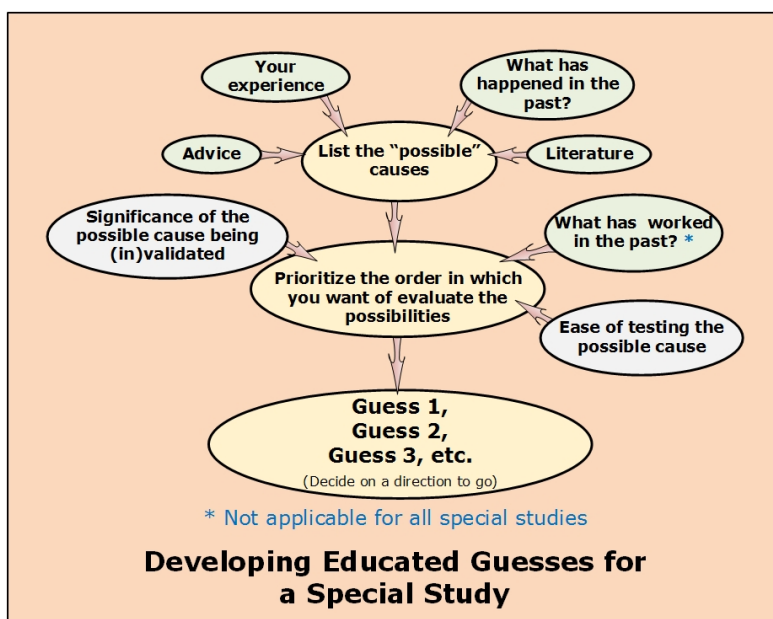 Your
experience
What has
happened in the
past?
Advice
List the “possible”
causes
Literature
Significance of the
possible cause being
(in)validated
What has  worked
in the past? *
Prioritize the order in which
you want of evaluate the
possibilities
Ease of testing the
possible cause
Guess 1,
Guess 2,
Guess 3, etc.
(Decide on a direction to go)
* Not applicable for all special studies
Developing Educated Guesses for
a Special Study